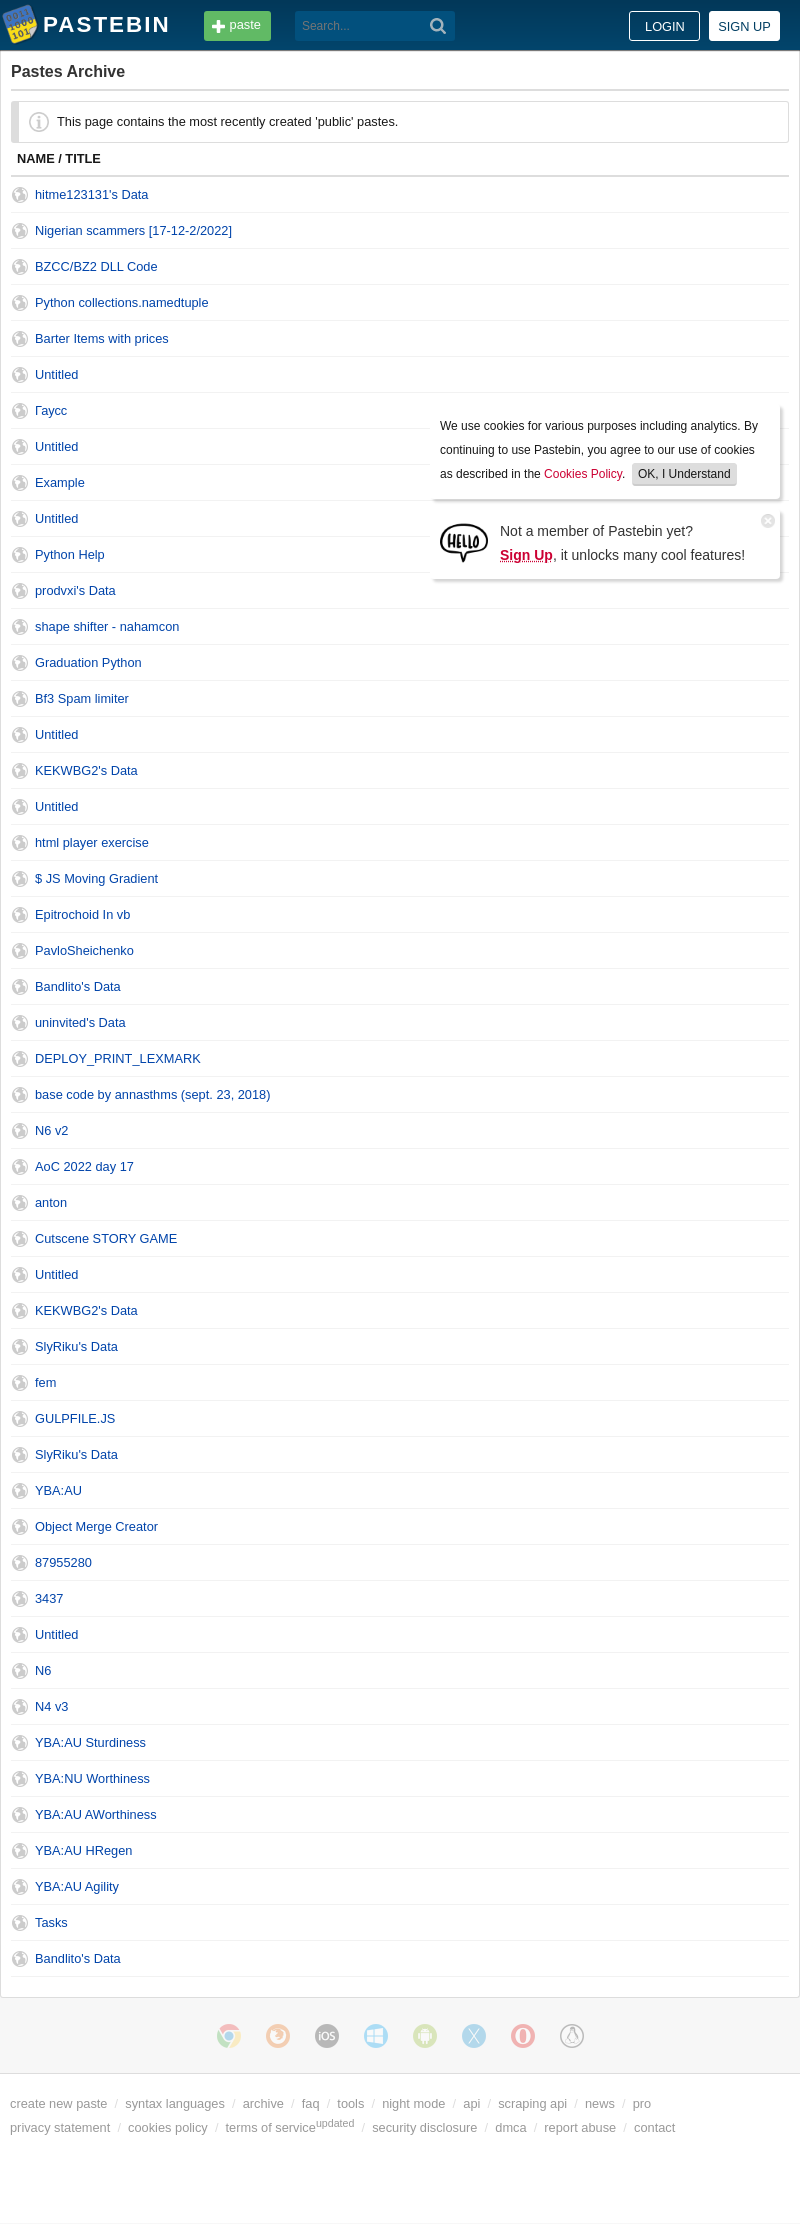 PASTEBIN paste Search... LOGIN SIGN UP
Pastes Archive
This page contains the most recently created 'public' pastes.
NAME / TITLE
hitme123131's Data
Nigerian scammers [17-12-2/2022]
BZCC/BZ2 DLL Code
Python collections.namedtuple
Barter Items with prices
Untitled
Гаусс
Untitled
Example
Untitled
Python Help
prodvxi's Data
shape shifter - nahamcon
Graduation Python
Bf3 Spam limiter
Untitled
KEKWBG2's Data
Untitled
html player exercise
$ JS Moving Gradient
Epitrochoid In vb
PavloSheichenko
Bandlito's Data
uninvited's Data
DEPLOY_PRINT_LEXMARK
base code by annasthms (sept. 23, 2018)
N6 v2
AoC 2022 day 17
anton
Cutscene STORY GAME
Untitled
KEKWBG2's Data
SlyRiku's Data
fem
GULPFILE.JS
SlyRiku's Data
YBA:AU
Object Merge Creator
87955280
3437
Untitled
N6
N4 v3
YBA:AU Sturdiness
YBA:NU Worthiness
YBA:AU AWorthiness
YBA:AU HRegen
YBA:AU Agility
Tasks
Bandlito's Data
We use cookies for various purposes including analytics. By
continuing to use Pastebin, you agree to our use of cookies
as described in the Cookies Policy. OK, I Understand
HELLO
Not a member of Pastebin yet?
Sign Up, it unlocks many cool features!
iOS
create new paste / syntax languages / archive / faq / tools / night mode / api / scraping api / news / pro
privacy statement / cookies policy / terms of serviceupdated / security disclosure / dmca / report abuse / contact